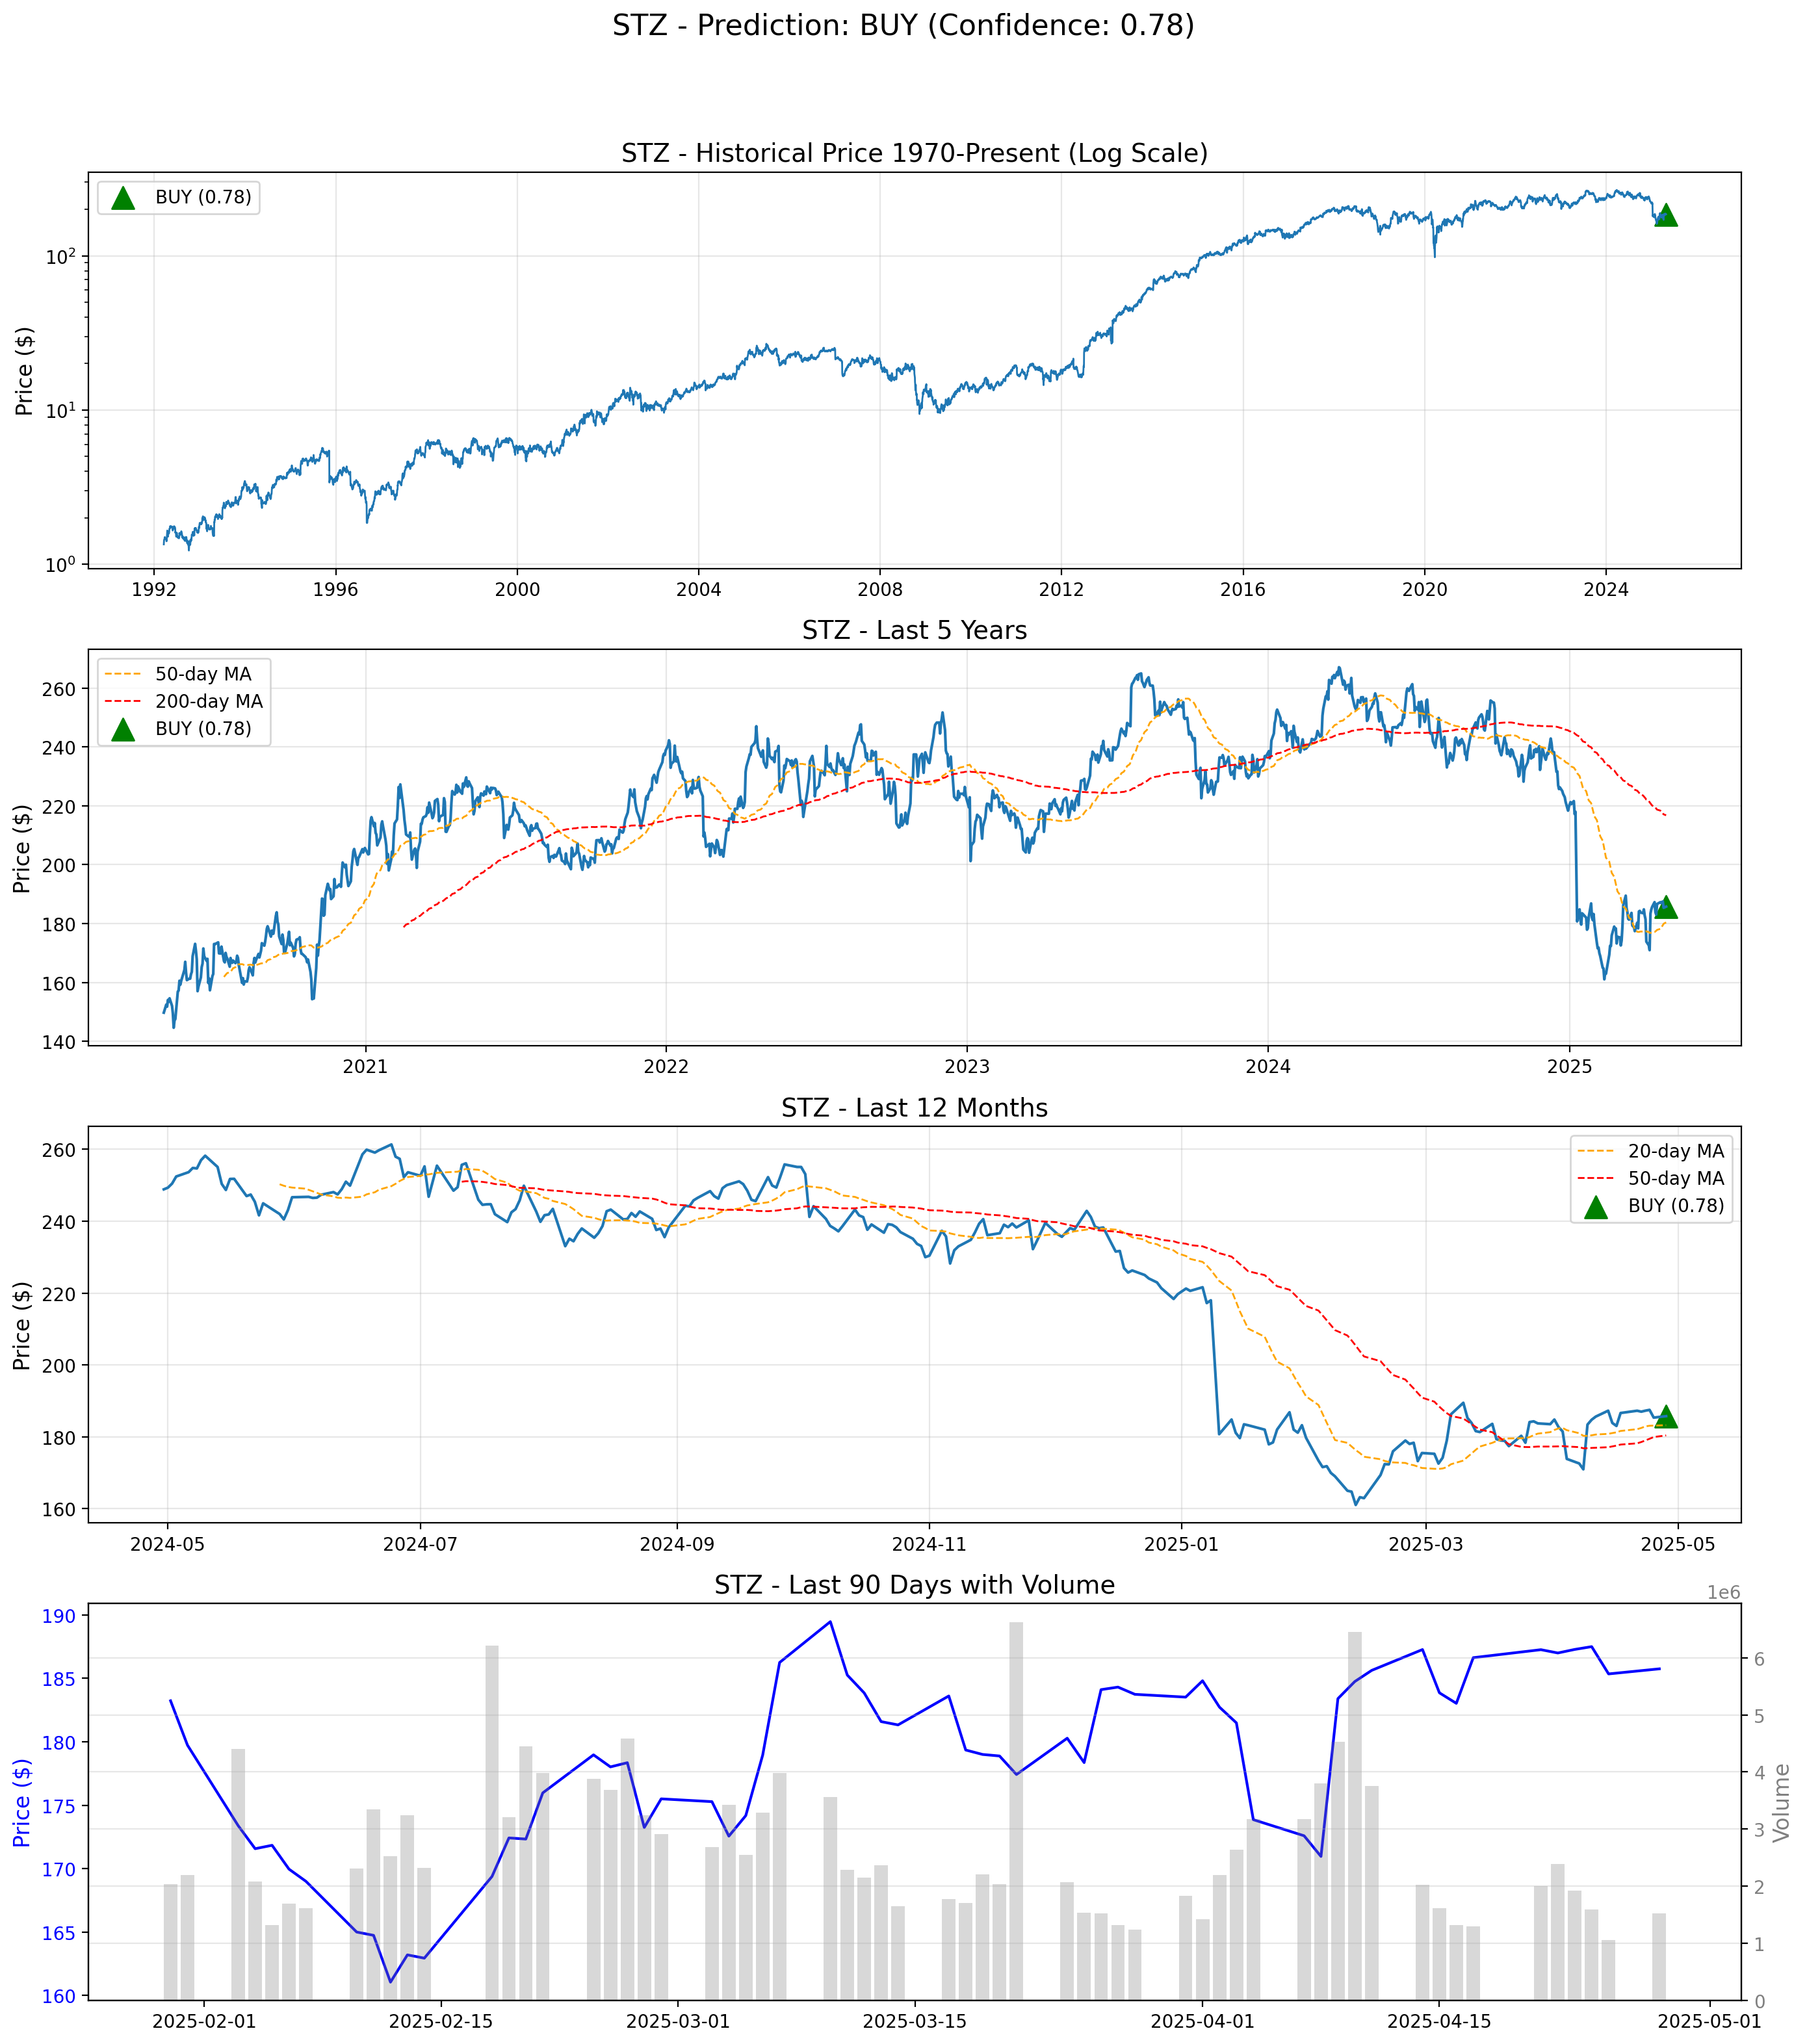 STZ - Prediction: BUY (Confidence: 0.78)
STZ - Historical Price 1970-Present (Log Scale)
BUY (0.78)
Price ($)
10²
10¹
10⁰
1992 1996 2000 2004 2008 2012 2016 2020 2024
STZ - Last 5 Years
50-day MA
200-day MA
BUY (0.78)
Price ($)
260
240
220
200
180
160
140
2021 2022 2023 2024 2025
STZ - Last 12 Months
20-day MA
50-day MA
BUY (0.78)
Price ($)
260
240
220
200
180
160
2024-05 2024-07 2024-09 2024-11 2025-01 2025-03 2025-05
STZ - Last 90 Days with Volume
1e6
Price ($)
190
185
180
175
170
165
160
6
5
4
3
2
1
0
Volume
2025-02-01 2025-02-15 2025-03-01 2025-03-15 2025-04-01 2025-04-15 2025-05-01